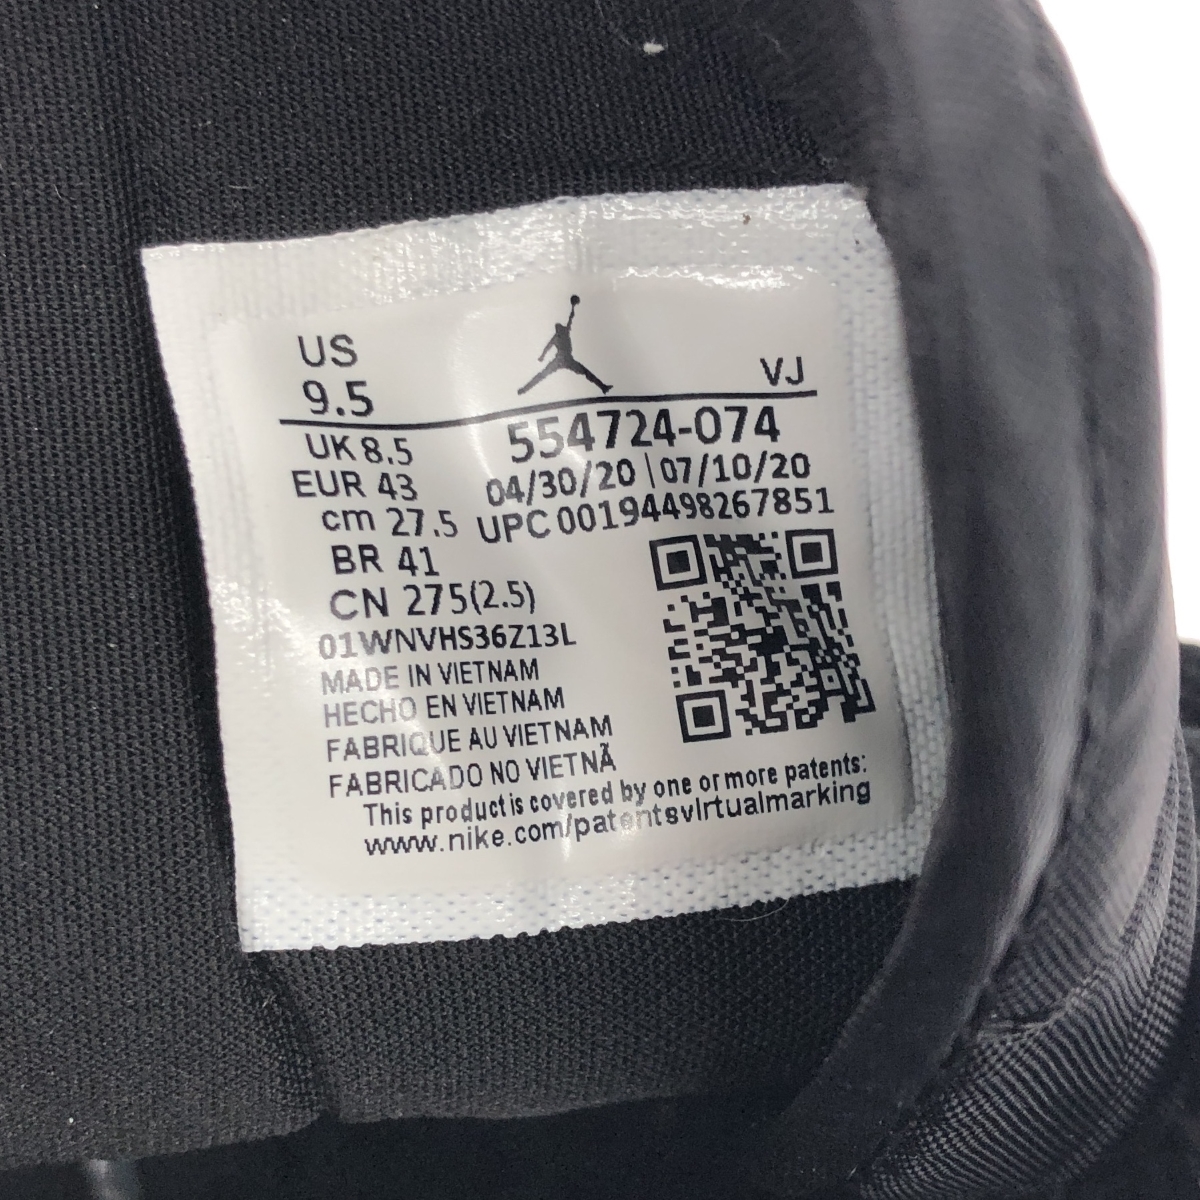 US
9.5
VJ
UK 8.5
EUR 43
cm 27.5
BR 41
CN 275(2.5)
554724-074
04/30/20 | 07/10/20
UPC 00194498267851
01WNVHS36Z13L
MADE IN VIETNAM
HECHO EN VIETNAM
FABRIQUE AU VIETNAM
FABRICADO NO VIETNÃ
This product is covered by one or more patents:
www.nike.com/patentsvirtualmarking